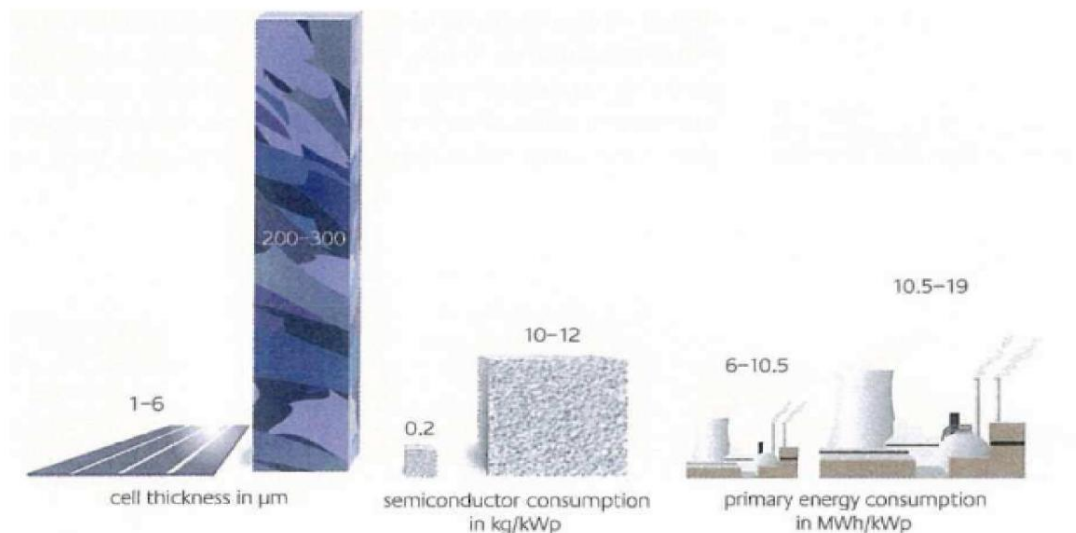 200–300
10.5–19
10–12
6–10.5
1–6
0.2
cell thickness in µm
semiconductor consumption
in kg/kWp
primary energy consumption
in MWh/kWp